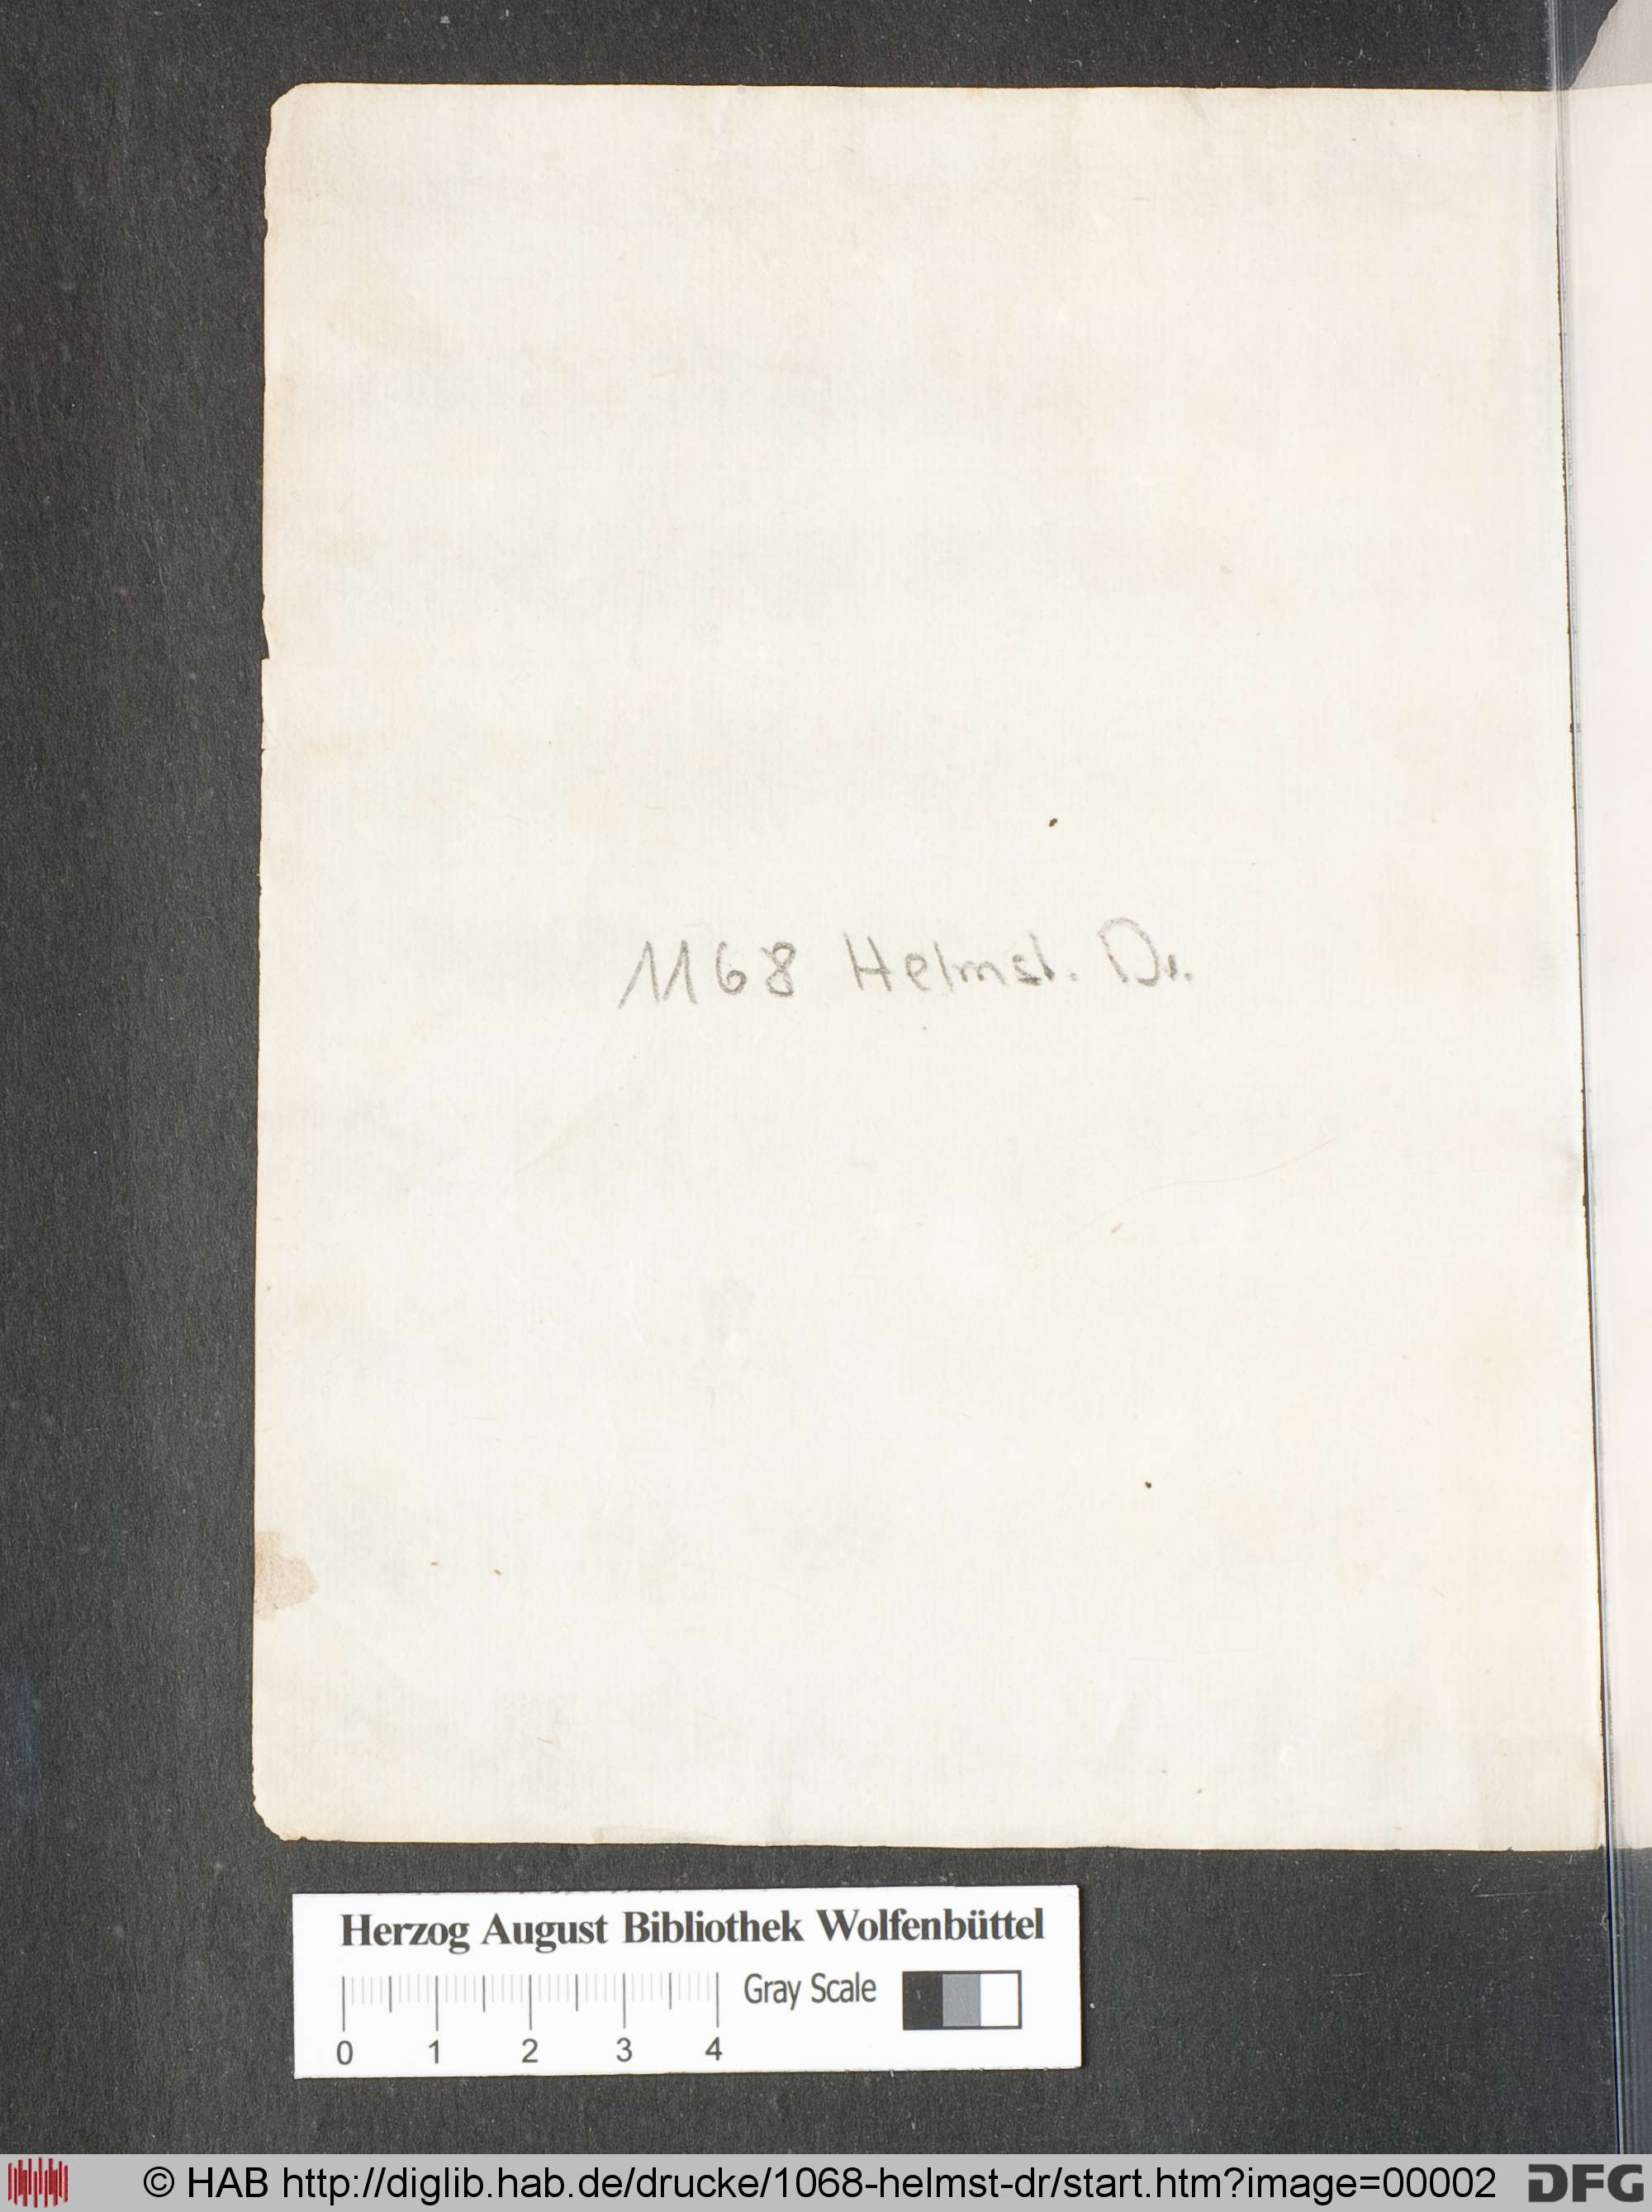 1168 Helmst. Dr.
Herzog August Bibliothek Wolfenbüttel
Gray Scale
0 1 2 3 4
© HAB http://diglib.hab.de/drucke/1068-helmst-dr/start.htm?image=00002
DFG